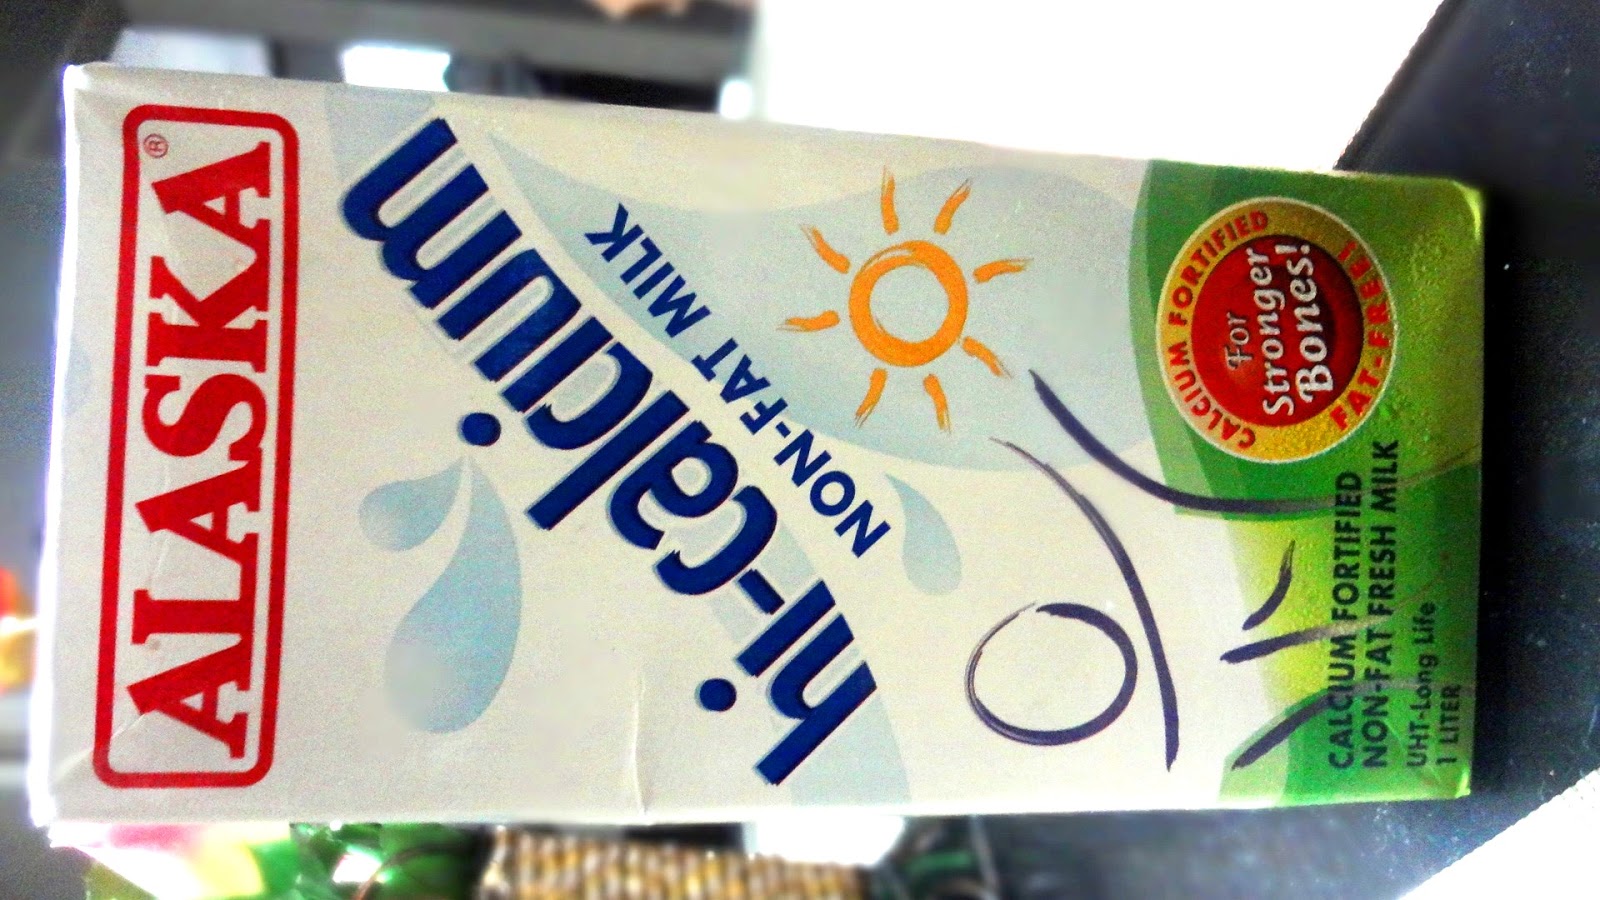 ALASKA®
hi-calcium
NON-FAT MILK
CALCIUM FORTIFIED
For
Stronger
Bones!
FAT-FREE!
CALCIUM FORTIFIED
NON-FAT FRESH MILK
UHT-Long Life
1 LITER